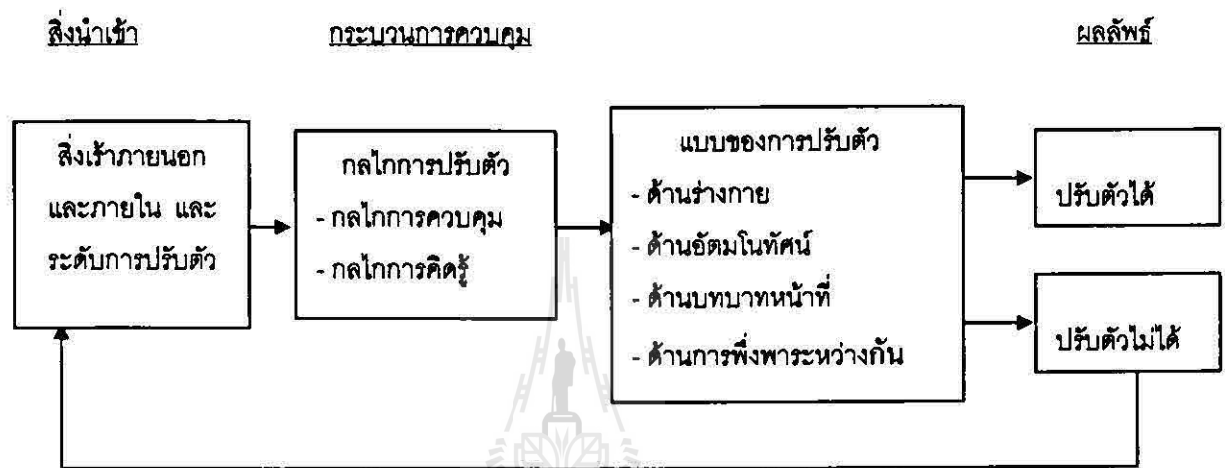 สิ่งนำเข้า
กระบวนการควบคุม
ผลลัพธ์
สิ่งเร้าภายนอก
และภายใน และ
ระดับการปรับตัว
กลไกการปรับตัว
- กลไกการควบคุม
- กลไกการคิดรู้
แบบของการปรับตัว
- ด้านร่างกาย
- ด้านอัตมโนทัศน์
- ด้านบทบาทหน้าที่
- ด้านการพึ่งพาระหว่างกัน
ปรับตัวได้
ปรับตัวไม่ได้